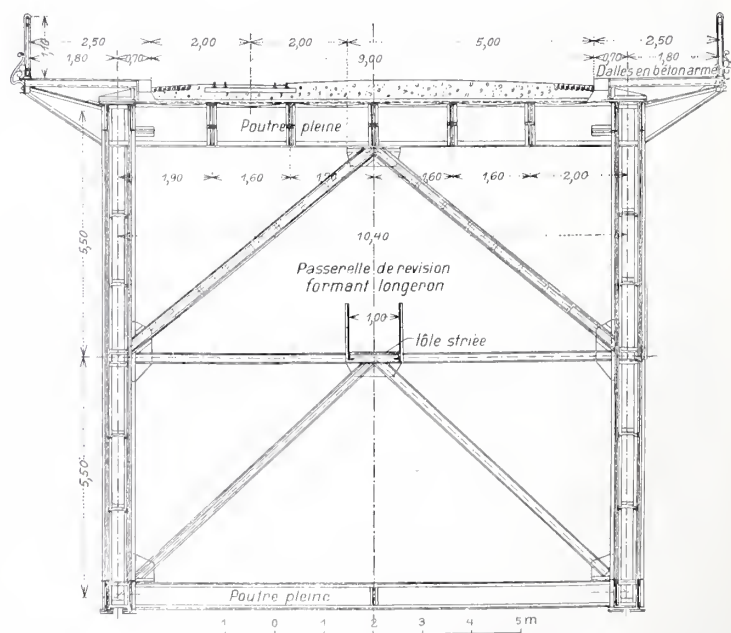 1,10
2,50 2,00 2,00 5,00 2,50
1,80 0,70 9,00 0,70 1,80
Dalles en béton armé
Poutre pleine
1,90 1,60 1,60 1,60 2,00
5,50
10,40
Passerelle de revision
formant longeron
1,00
tôle striée
5,50
Poutre pleine
1 0 1 2 3 4 5 m